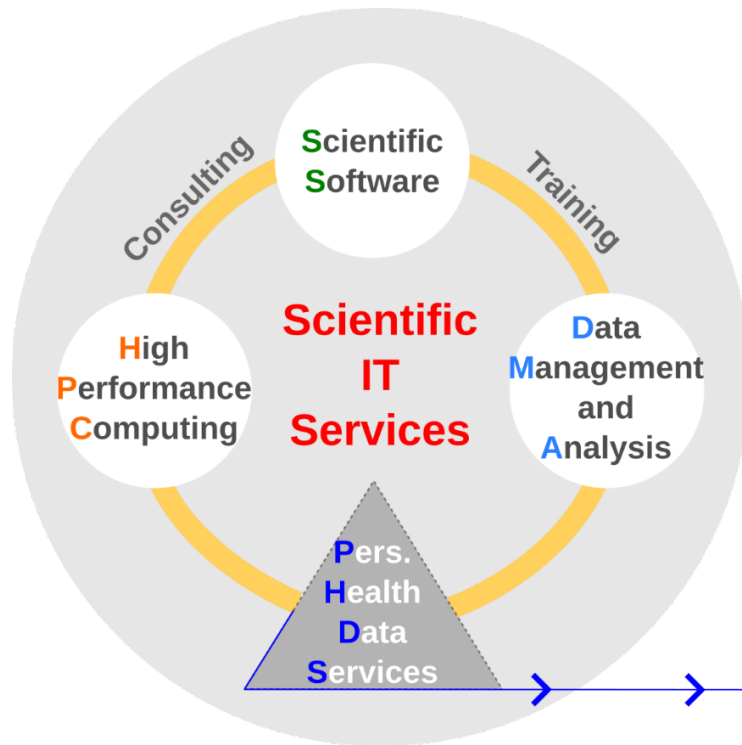 Scientific
Software
Consulting
Training
High
Performance
Computing
Scientific
IT
Services
Data
Management
and
Analysis
Pers.
Health
Data
Services